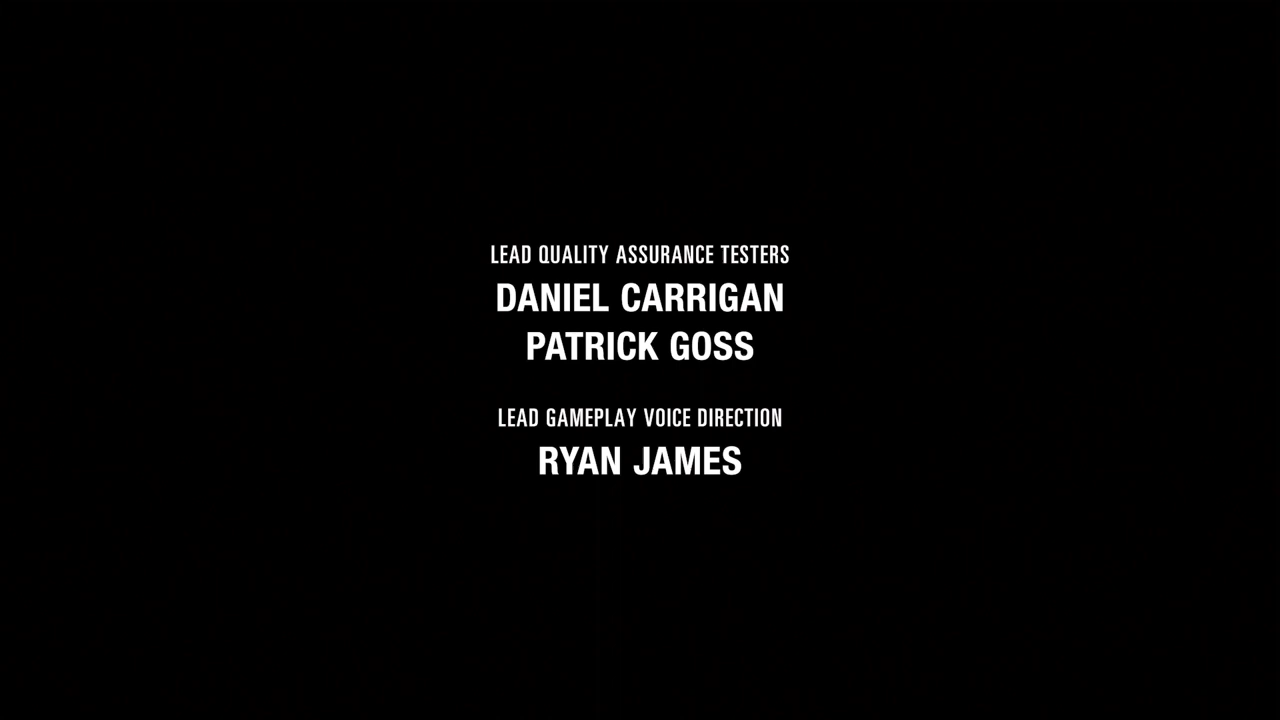 LEAD QUALITY ASSURANCE TESTERS
DANIEL CARRIGAN
PATRICK GOSS
LEAD GAMEPLAY VOICE DIRECTION
RYAN JAMES